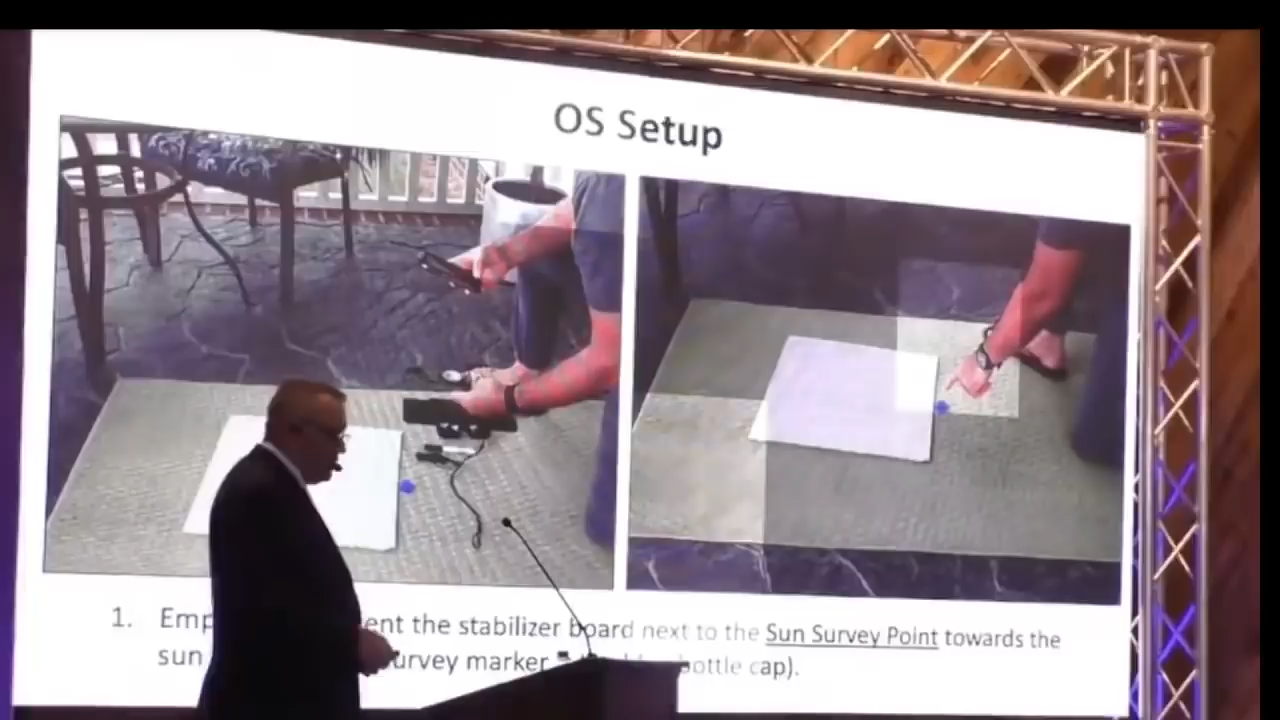 OS Setup
1. Emp ent the stabilizer board next to the Sun Survey Point towards the
sun urvey marker ottle cap).